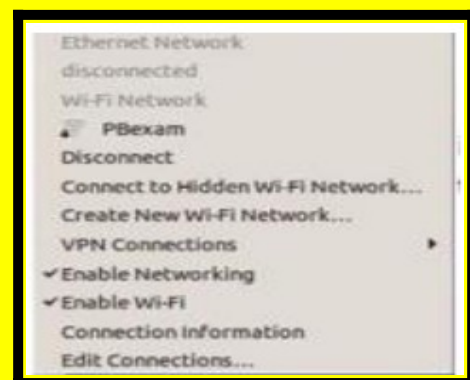 Ethernet Network
disconnected
Wi-Fi Network
PBexam
Disconnect
Connect to Hidden Wi-Fi Network...
Create New Wi-Fi Network...
VPN Connections
Enable Networking
Enable Wi-Fi
Connection Information
Edit Connections...